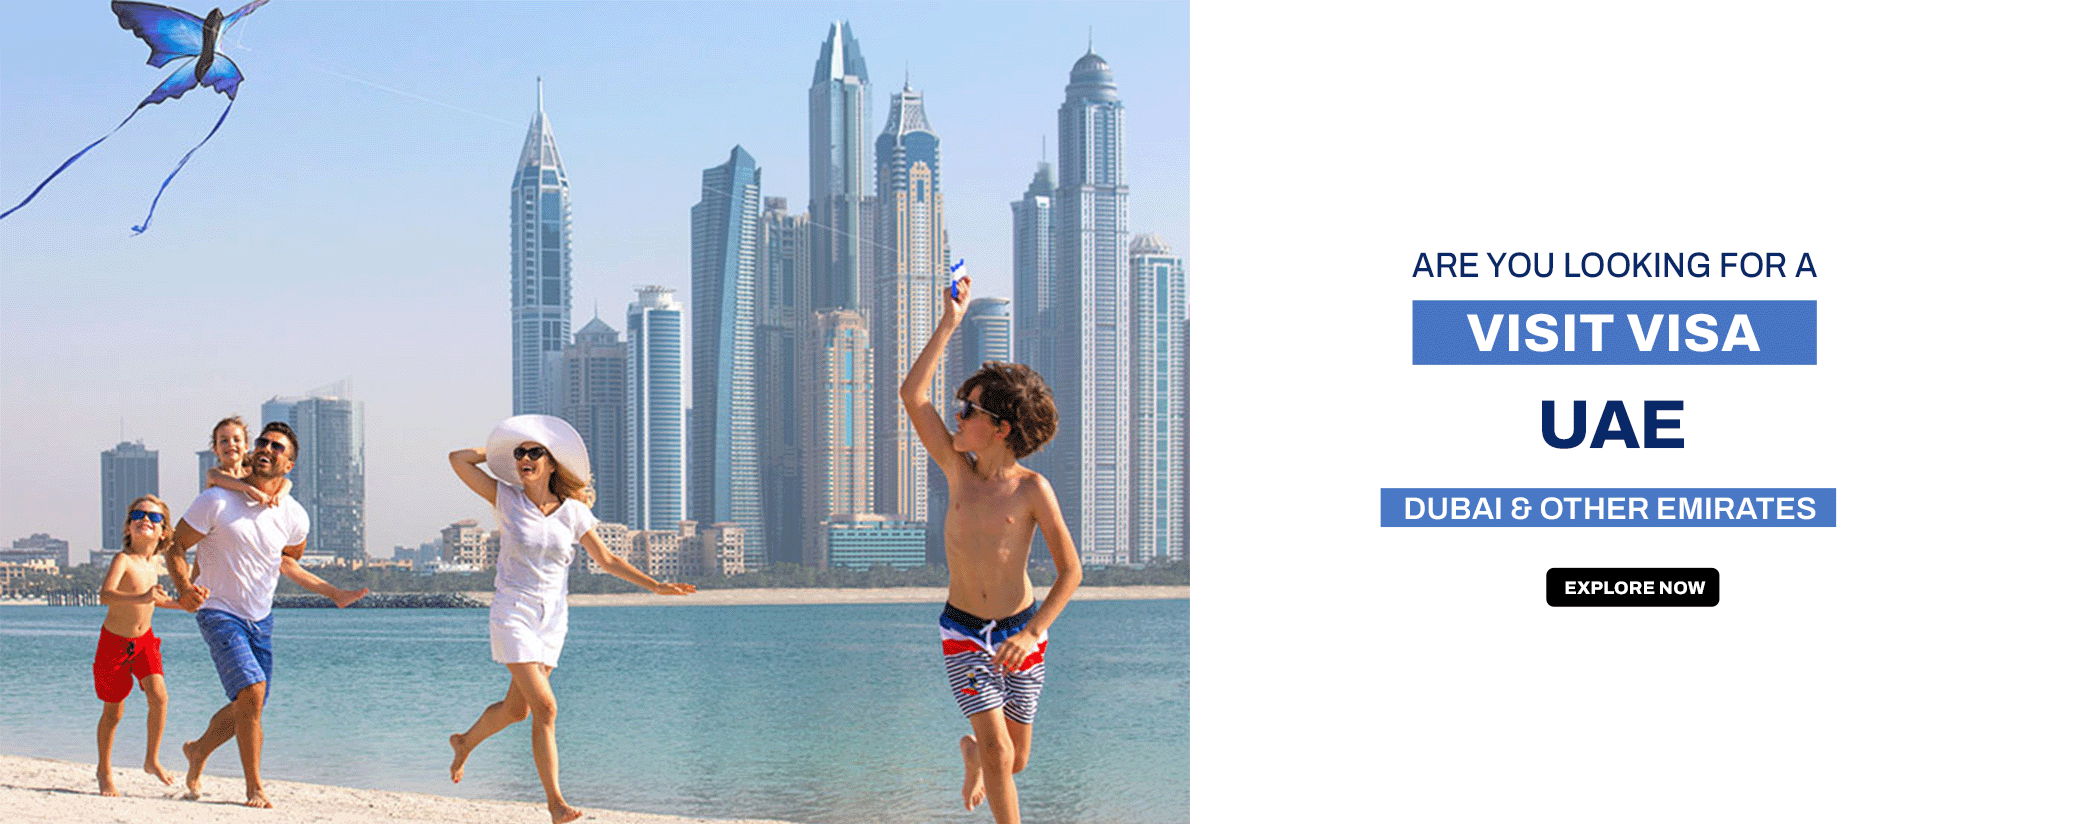 ARE YOU LOOKING FOR A
VISIT VISA
UAE
DUBAI & OTHER EMIRATES
EXPLORE NOW